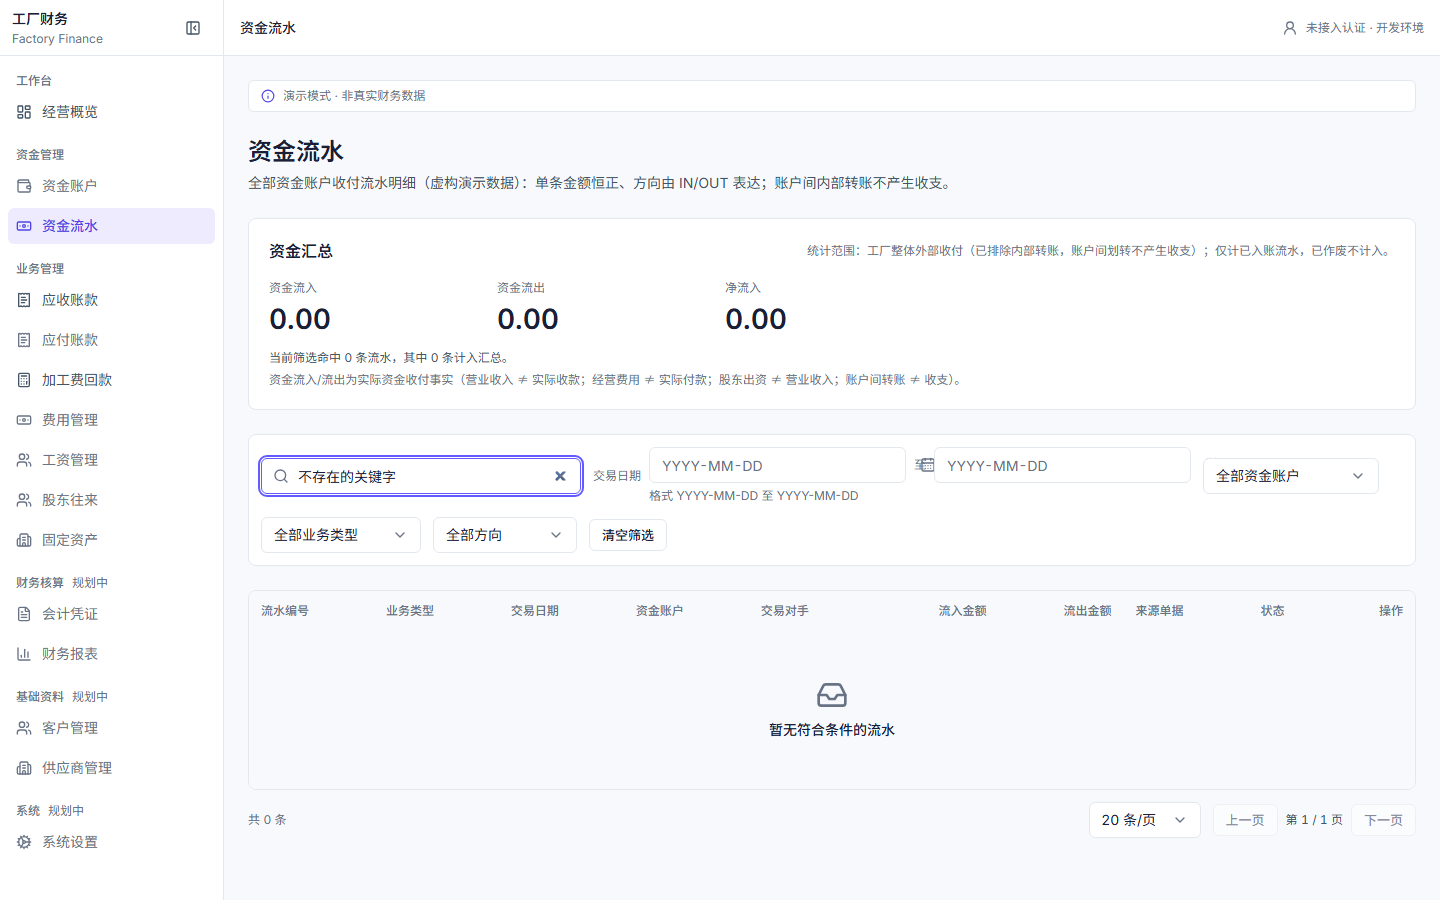 工厂财务
Factory Finance
资金流水
未接入认证 · 开发环境
工作台
经营概览
资金管理
资金账户
资金流水
业务管理
应收账款
应付账款
加工费回款
费用管理
工资管理
股东往来
固定资产
财务核算 规划中
会计凭证
财务报表
基础资料 规划中
客户管理
供应商管理
系统 规划中
系统设置
演示模式 · 非真实财务数据
资金流水
全部资金账户收付流水明细（虚构演示数据）：单条金额恒正、方向由 IN/OUT 表达；账户间内部转账不产生收支。
资金汇总
统计范围：工厂整体外部收付（已排除内部转账，账户间划转不产生收支）；仅计已入账流水，已作废不计入。
资金流入 资金流出 净流入
0.00 0.00 0.00
当前筛选命中 0 条流水，其中 0 条计入汇总。
资金流入/流出为实际资金收付事实（营业收入 ≠ 实际收款；经营费用 ≠ 实际付款；股东出资 ≠ 营业收入；账户间转账 ≠ 收支）。
不存在的关键字 交易日期 YYYY-MM-DD 至 YYYY-MM-DD 全部资金账户
格式 YYYY-MM-DD 至 YYYY-MM-DD
全部业务类型 全部方向 清空筛选
流水编号 业务类型 交易日期 资金账户 交易对手 流入金额 流出金额 来源单据 状态 操作
暂无符合条件的流水
共 0 条 20 条/页 上一页 第 1 / 1 页 下一页